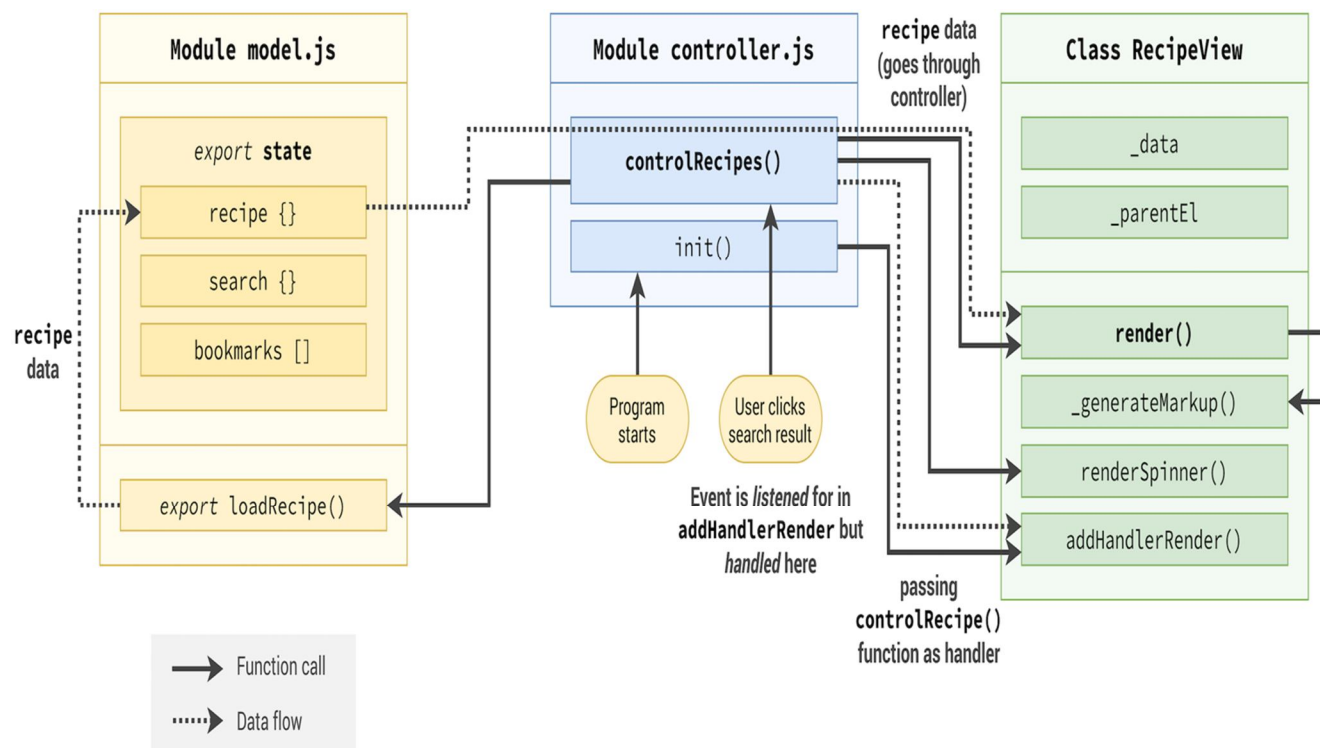 Module model.js
export state
recipe {}
search {}
bookmarks []
recipe
data
export loadRecipe()
Module controller.js
controlRecipes()
init()
Program
starts
User clicks
search result
Event is listened for in
addHandlerRender but
handled here
recipe data
(goes through
controller)
passing
controlRecipe()
function as handler
Class RecipeView
_data
_parentEl
render()
_generateMarkup()
renderSpinner()
addHandlerRender()
Function call
Data flow